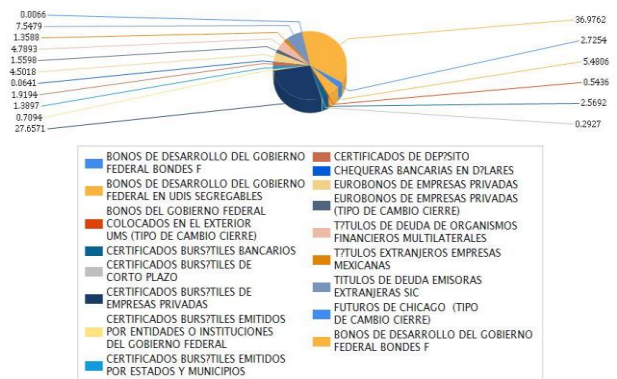 0.0066
7.5479
1.3588
4.7893
1.5598
4.5018
0.0641
1.9194
1.3897
0.7094
27.6571
36.9762
2.7254
5.4806
0.5436
2.5692
0.2927
BONOS DE DESARROLLO DEL GOBIERNO
FEDERAL BONDES F
BONOS DE DESARROLLO DEL GOBIERNO
FEDERAL EN UDIS SEGREGABLES
BONOS DEL GOBIERNO FEDERAL
COLOCADOS EN EL EXTERIOR
UMS (TIPO DE CAMBIO CIERRE)
CERTIFICADOS BURS?TILES BANCARIOS
CERTIFICADOS BURS?TILES DE
CORTO PLAZO
CERTIFICADOS BURS?TILES DE
EMPRESAS PRIVADAS
CERTIFICADOS BURS?TILES EMITIDOS
POR ENTIDADES O INSTITUCIONES
DEL GOBIERNO FEDERAL
CERTIFICADOS BURS?TILES EMITIDOS
POR ESTADOS Y MUNICIPIOS
CERTIFICADOS DE DEP?SITO
CHEQUERAS BANCARIAS EN D?LARES
EUROBONOS DE EMPRESAS PRIVADAS
EUROBONOS DE EMPRESAS PRIVADAS
(TIPO DE CAMBIO CIERRE)
T?TULOS DE DEUDA DE ORGANISMOS
FINANCIEROS MULTILATERALES
T?TULOS EXTRANJEROS EMPRESAS
MEXICANAS
TITULOS DE DEUDA EMISORAS
EXTRANJERAS SIC
FUTUROS DE CHICAGO (TIPO
DE CAMBIO CIERRE)
BONOS DE DESARROLLO DEL GOBIERNO
FEDERAL BONDES F